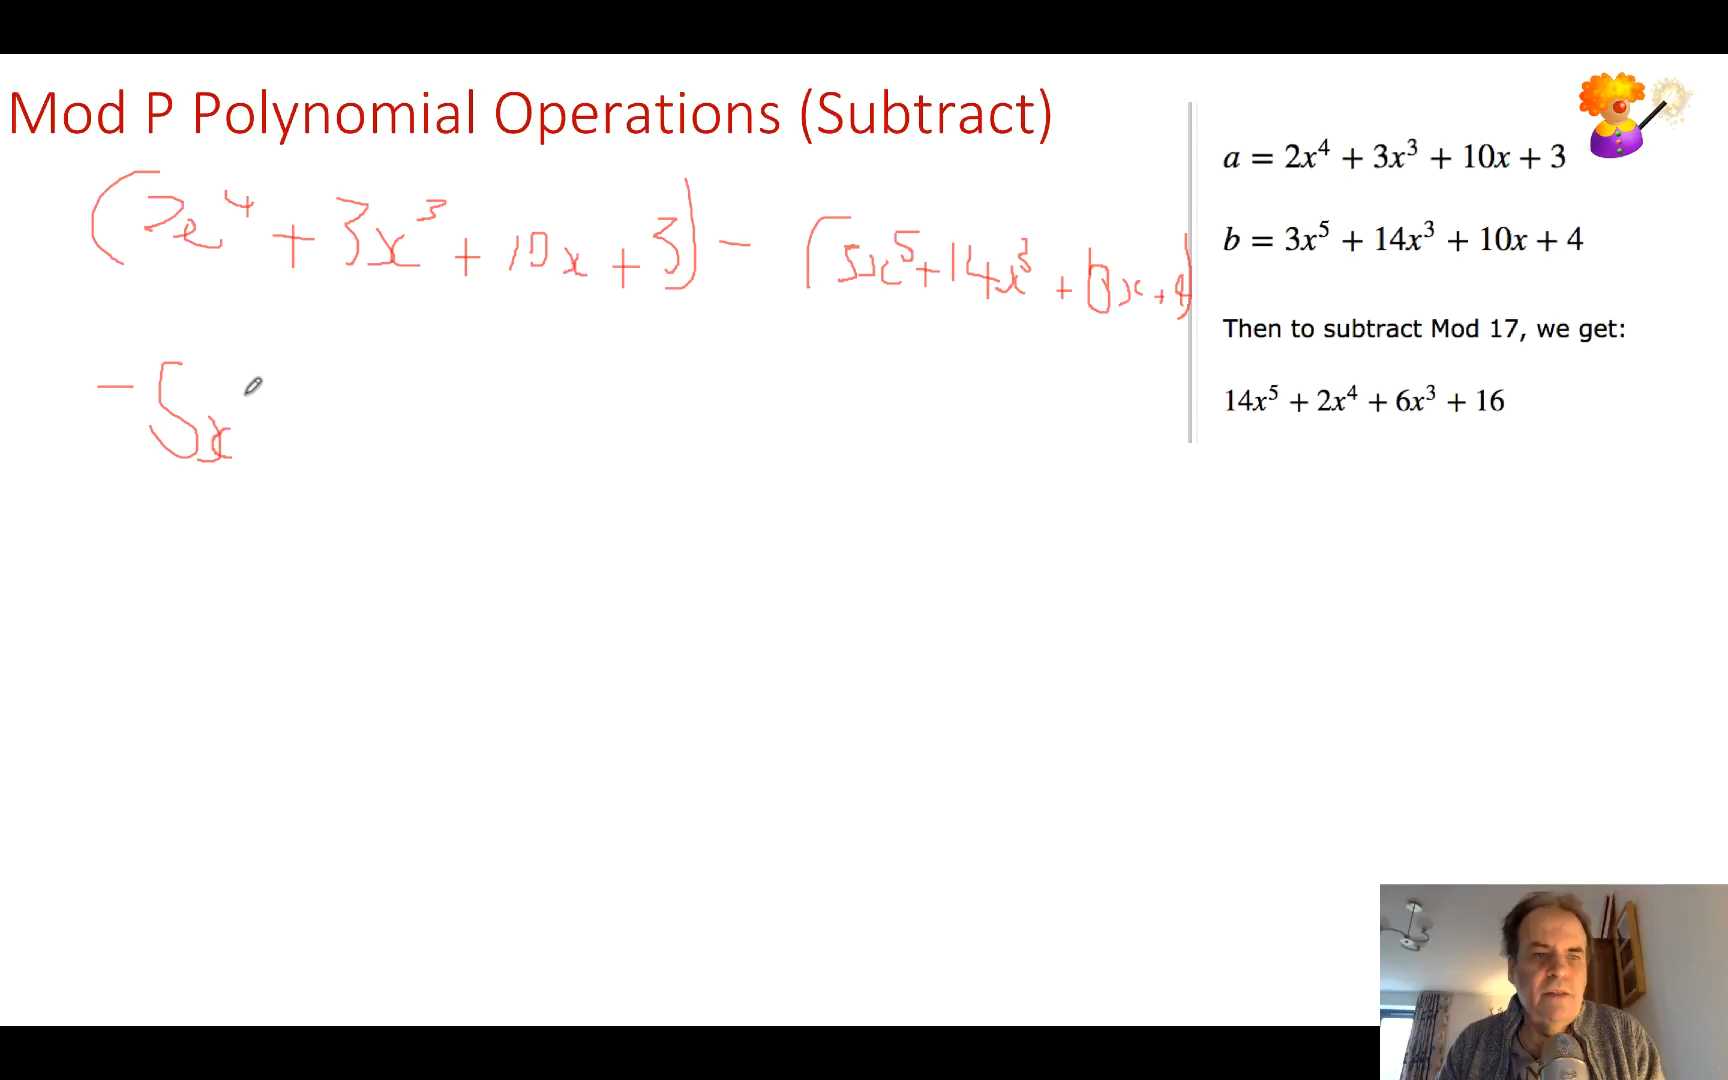 Mod P Polynomial Operations (Subtract)
(2x⁴ + 3x³ + 10x + 3) - (5x⁵ + 14x³ + 10x + 4)
-5x
a = 2x⁴ + 3x³ + 10x + 3
b = 3x⁵ + 14x³ + 10x + 4
Then to subtract Mod 17, we get:
14x⁵ + 2x⁴ + 6x³ + 16